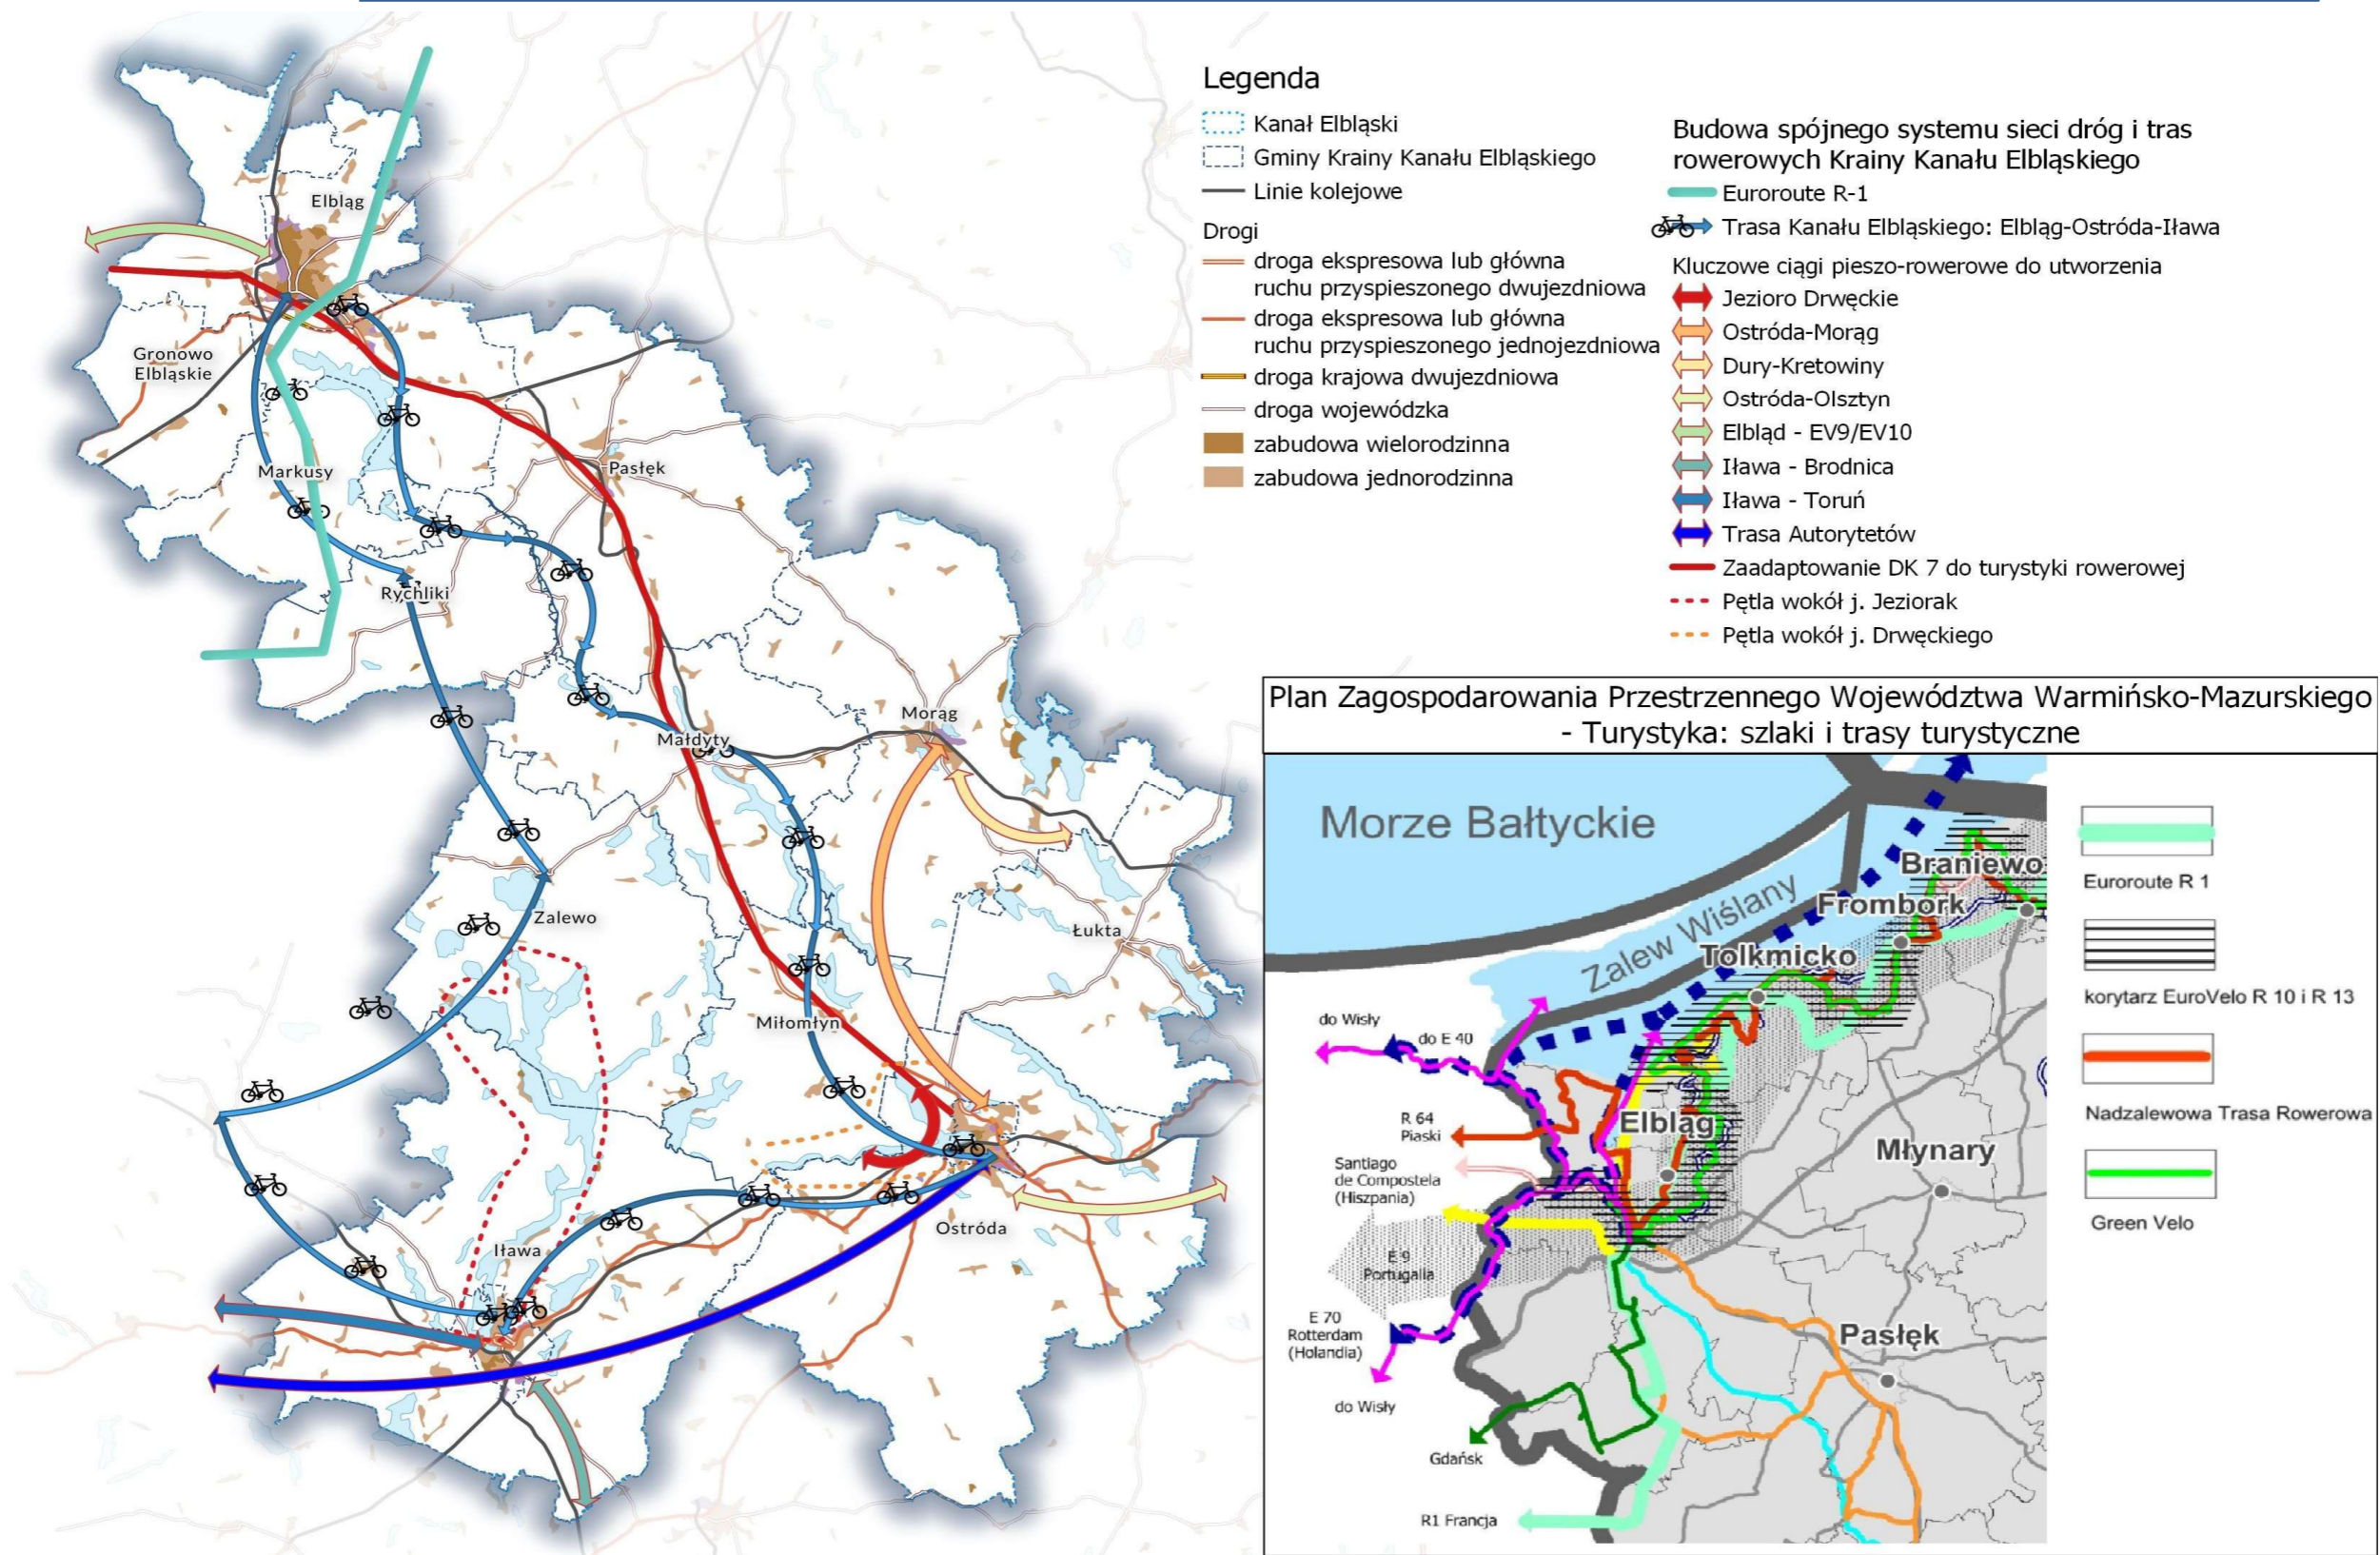 Elbląg
Gronowo
Elbląskie
Markusy
Pasłęk
Rychliki
Morąg
Małdyty
Zalewo
Łukta
Miłomłyn
Ostróda
Iława
Legenda
Kanał Elbląski
Gminy Krainy Kanału Elbląskiego
Linie kolejowe
Drogi
droga ekspresowa lub główna
ruchu przyspieszonego dwujezdniowa
droga ekspresowa lub główna
ruchu przyspieszonego jednojezdniowa
droga krajowa dwujezdniowa
droga wojewódzka
zabudowa wielorodzinna
zabudowa jednorodzinna
Budowa spójnego systemu sieci dróg i tras
rowerowych Krainy Kanału Elbląskiego
Euroroute R-1
Trasa Kanału Elbląskiego: Elbląg-Ostróda-Iława
Kluczowe ciągi pieszo-rowerowe do utworzenia
Jezioro Drwęckie
Ostróda-Morąg
Dury-Kretowiny
Ostróda-Olsztyn
Elbląd - EV9/EV10
Iława - Brodnica
Iława - Toruń
Trasa Autorytetów
Zaadaptowanie DK 7 do turystyki rowerowej
Pętla wokół j. Jeziorak
Pętla wokół j. Drwęckiego
Plan Zagospodarowania Przestrzennego Województwa Warmińsko-Mazurskiego
- Turystyka: szlaki i trasy turystyczne
Morze Bałtyckie
Zalew Wiślany
Braniewo
Frombork
Tolkmicko
do Wisły
do E 40
R 64
Piaski
Elbląg
Młynary
Santiago
de Compostela
(Hiszpania)
E 9
Portugalia
E 70
Rotterdam
(Holandia)
Pasłęk
do Wisły
Gdańsk
R1 Francja
Euroroute R 1
korytarz EuroVelo R 10 i R 13
Nadzalewowa Trasa Rowerowa
Green Velo